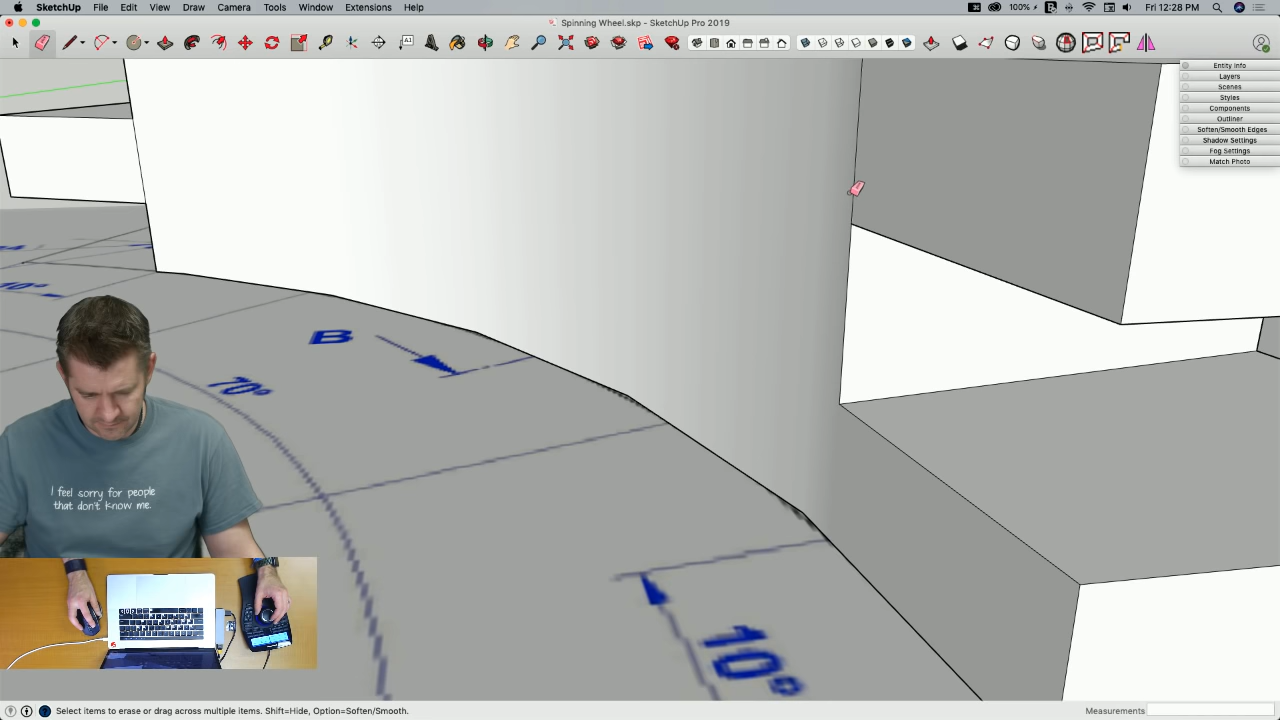 SketchUp File Edit View Draw Camera Tools Window Extensions Help
100% Fri 12:28 PM
Spinning Wheel.skp - SketchUp Pro 2019
Entity Info
Layers
Scenes
Styles
Components
Outliner
Soften/Smooth Edges
Shadow Settings
Fog Settings
Match Photo
10°
B
70°
I feel sorry for people
that don't know me.
10°
Select items to erase or drag across multiple items. Shift=Hide, Option=Soften/Smooth.
Measurements